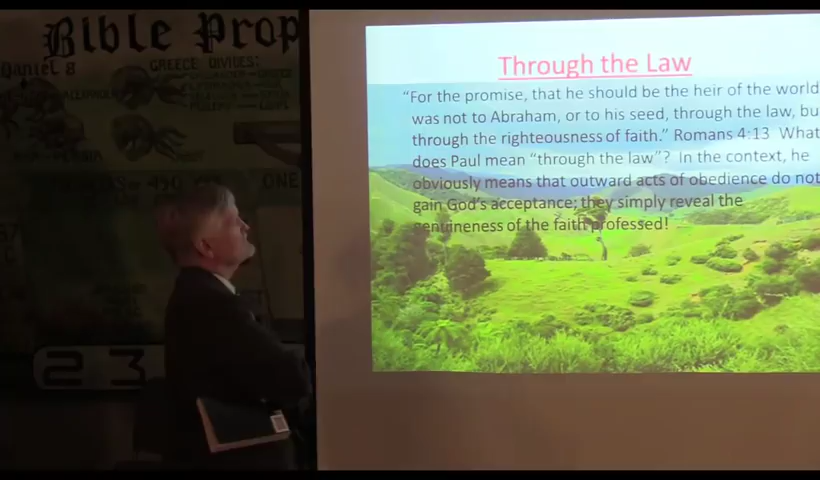 Bible Prop
Daniel 8
GREECE DIVIDES:
ONE
23
Through the Law
“For the promise, that he should be the heir of the world
was not to Abraham, or to his seed, through the law, bu
through the righteousness of faith.” Romans 4:13 What
does Paul mean “through the law”? In the context, he
obviously means that outward acts of obedience do not
gain God’s acceptance; they simply reveal the
genuineness of the faith professed!